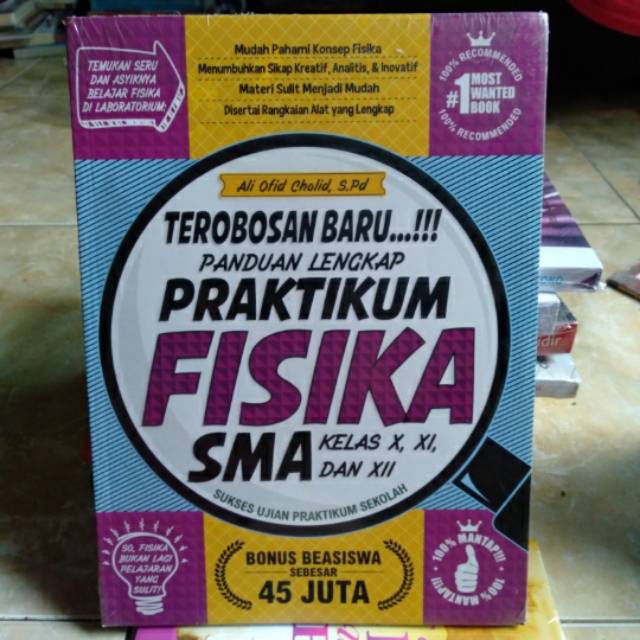 TEMUKAN SERU
DAN ASYIKNYA
BELAJAR FISIKA
DI LABORATORIUM:
Mudah Pahami Konsep Fisika
Menumbuhkan Sikap Kreatif, Analitis, & Inovatif
Materi Sulit Menjadi Mudah
Disertai Rangkaian Alat yang Lengkap
100% RECOMMENDED
#1 MOST
WANTED
BOOK
100% RECOMMENDED
Ali Ofid Cholid, S.Pd
TEROBOSAN BARU...!!!
PANDUAN LENGKAP
PRAKTIKUM
FISIKA
SMA KELAS X, XI,
DAN XII
SUKSES UJIAN PRAKTIKUM SEKOLAH
SO, FISIKA
BUKAN LAGI
PELAJARAN
YANG
SULIT!
BONUS BEASISWA
SEBESAR
45 JUTA
100% MANTAP!!!
100% MANTAP!!!